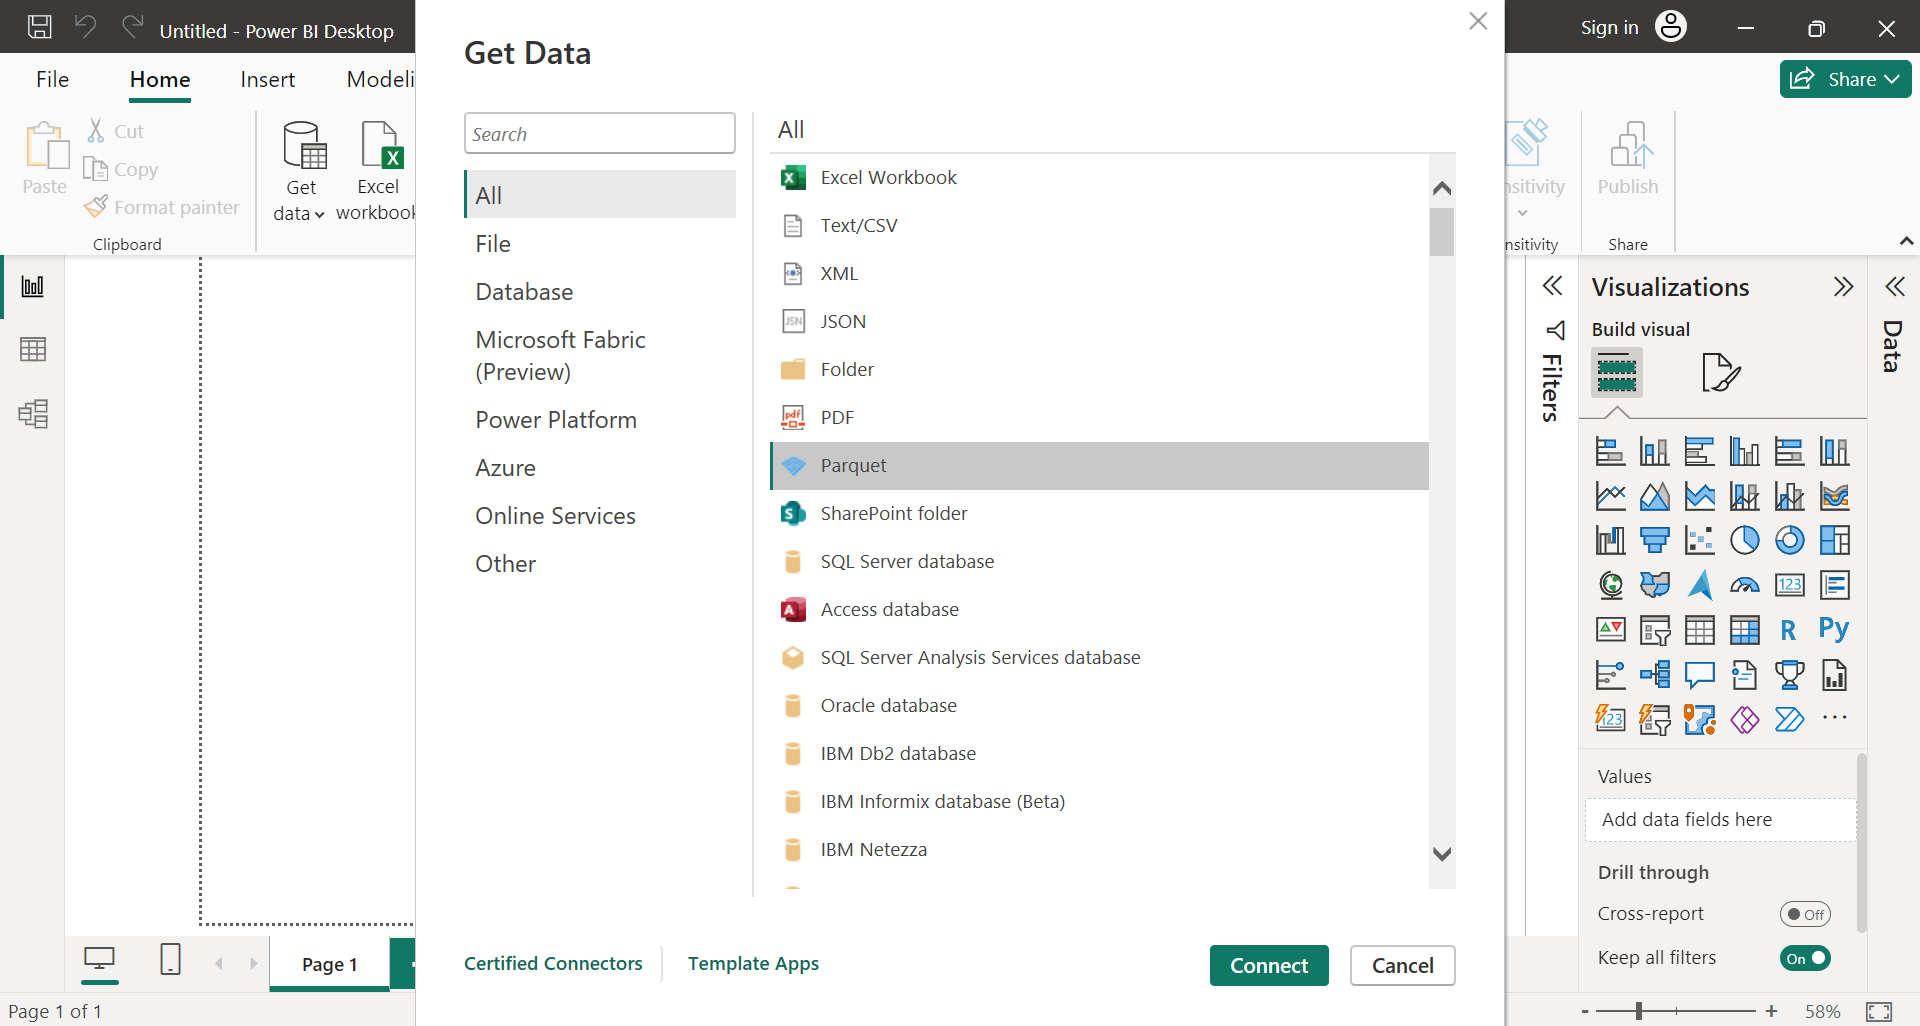 Untitled - Power BI Desktop
Sign in
File
Home
Insert
Modeli
Share
Paste
Cut
Copy
Format painter
Clipboard
Get
data
Excel
workbook
nsitivity
nsitivity
Publish
Share
Get Data
Search
All
File
Database
Microsoft Fabric
(Preview)
Power Platform
Azure
Online Services
Other
All
Excel Workbook
Text/CSV
XML
JSON
Folder
PDF
Parquet
SharePoint folder
SQL Server database
Access database
SQL Server Analysis Services database
Oracle database
IBM Db2 database
IBM Informix database (Beta)
IBM Netezza
Certified Connectors
Template Apps
Connect
Cancel
Filters
Visualizations
Build visual
123
R
Py
123
Values
Add data fields here
Drill through
Cross-report
Off
Keep all filters
On
Data
Page 1
Page 1 of 1
- + 58%